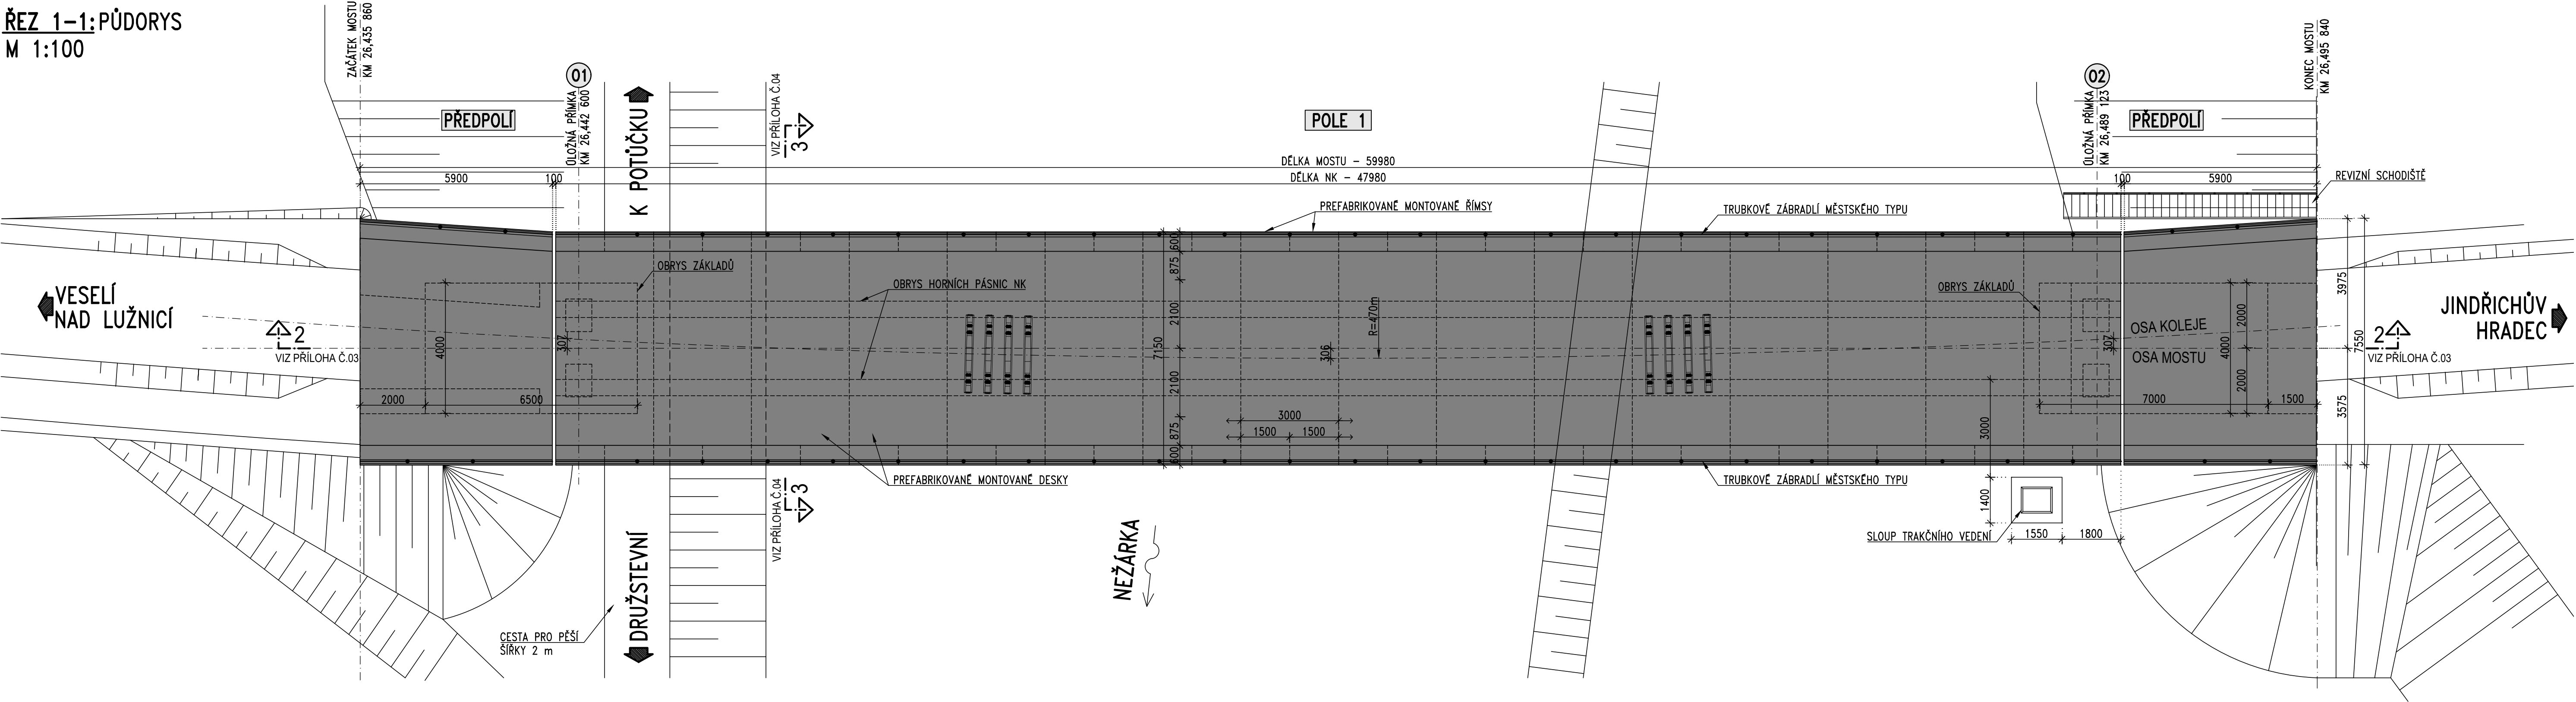 ŘEZ 1-1: PŮDORYS
M 1:100
ZAČÁTEK MOSTU
KM 26,435 860
01
ÚLOŽNÁ PŘÍMKA
KM 26,442 600
PŘEDPOLÍ
K POTŮČKU
VIZ PŘÍLOHA Č.04
3
POLE 1
02
ÚLOŽNÁ PŘÍMKA
KM 26,489 123
PŘEDPOLÍ
KONEC MOSTU
KM 26,495 840
DÉLKA MOSTU - 59980
5900
100
DÉLKA NK - 47980
100
5900
REVIZNÍ SCHODIŠTĚ
PREFABRIKOVANÉ MONTOVANÉ ŘÍMSY
TRUBKOVÉ ZÁBRADLÍ MĚSTSKÉHO TYPU
OBRYS ZÁKLADŮ
OBRYS HORNÍCH PÁSNIC NK
OBRYS ZÁKLADŮ
VESELÍ
NAD LUŽNICÍ
2
VIZ PŘÍLOHA Č.03
4000
307
2000
6500
600
875
2100
7150
2100
875
600
306
R=470m
3000
1500
1500
307
OSA KOLEJE
OSA MOSTU
4000
2000
2000
7000
1500
3975
7550
3575
2
VIZ PŘÍLOHA Č.03
JINDŘICHŮV
HRADEC
PREFABRIKOVANÉ MONTOVANÉ DESKY
TRUBKOVÉ ZÁBRADLÍ MĚSTSKÉHO TYPU
3000
1400
SLOUP TRAKČNÍHO VEDENÍ
1550
1800
VIZ PŘÍLOHA Č.04
3
NEŽÁRKA
DRUŽSTEVNÍ
CESTA PRO PĚŠÍ
ŠÍŘKY 2 m